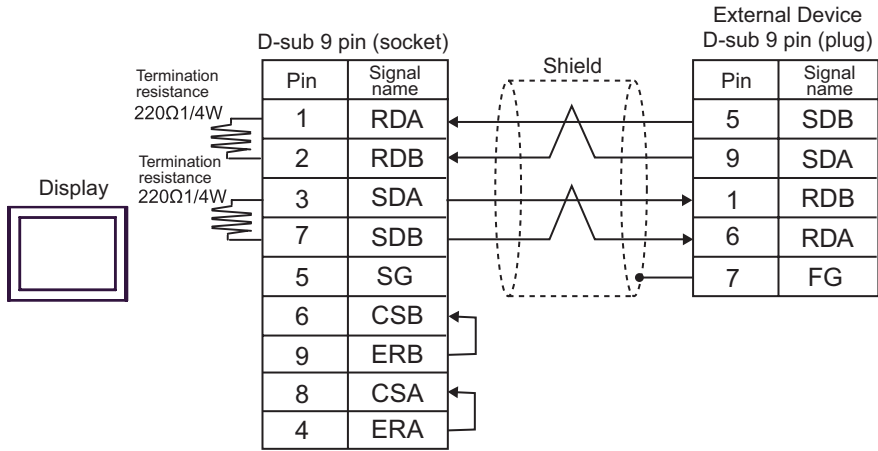 External Device
D-sub 9 pin (socket)
D-sub 9 pin (plug)
Termination
resistance
220Ω1/4W
Termination
resistance
220Ω1/4W
Display
Pin Signal name
1 RDA
2 RDB
3 SDA
7 SDB
5 SG
6 CSB
9 ERB
8 CSA
4 ERA
Shield
Pin Signal name
5 SDB
9 SDA
1 RDB
6 RDA
7 FG